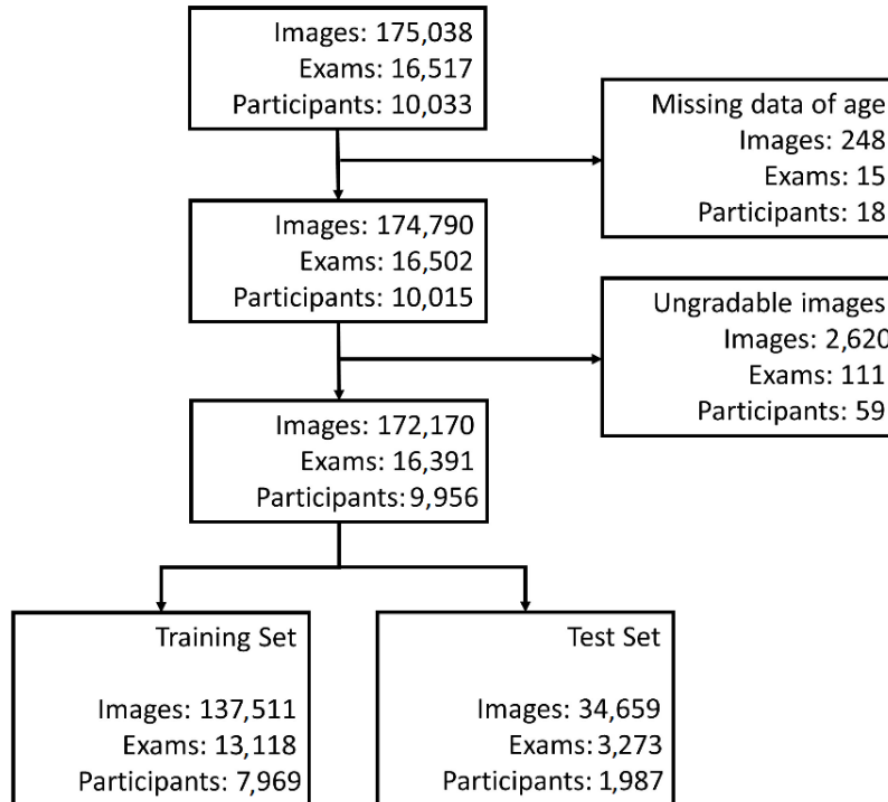 Images: 175,038
Exams: 16,517
Participants: 10,033
Missing data of age
Images: 248
Exams: 15
Participants: 18
Images: 174,790
Exams: 16,502
Participants: 10,015
Ungradable images
Images: 2,620
Exams: 111
Participants: 59
Images: 172,170
Exams: 16,391
Participants: 9,956
Training Set
Images: 137,511
Exams: 13,118
Participants: 7,969
Test Set
Images: 34,659
Exams: 3,273
Participants: 1,987